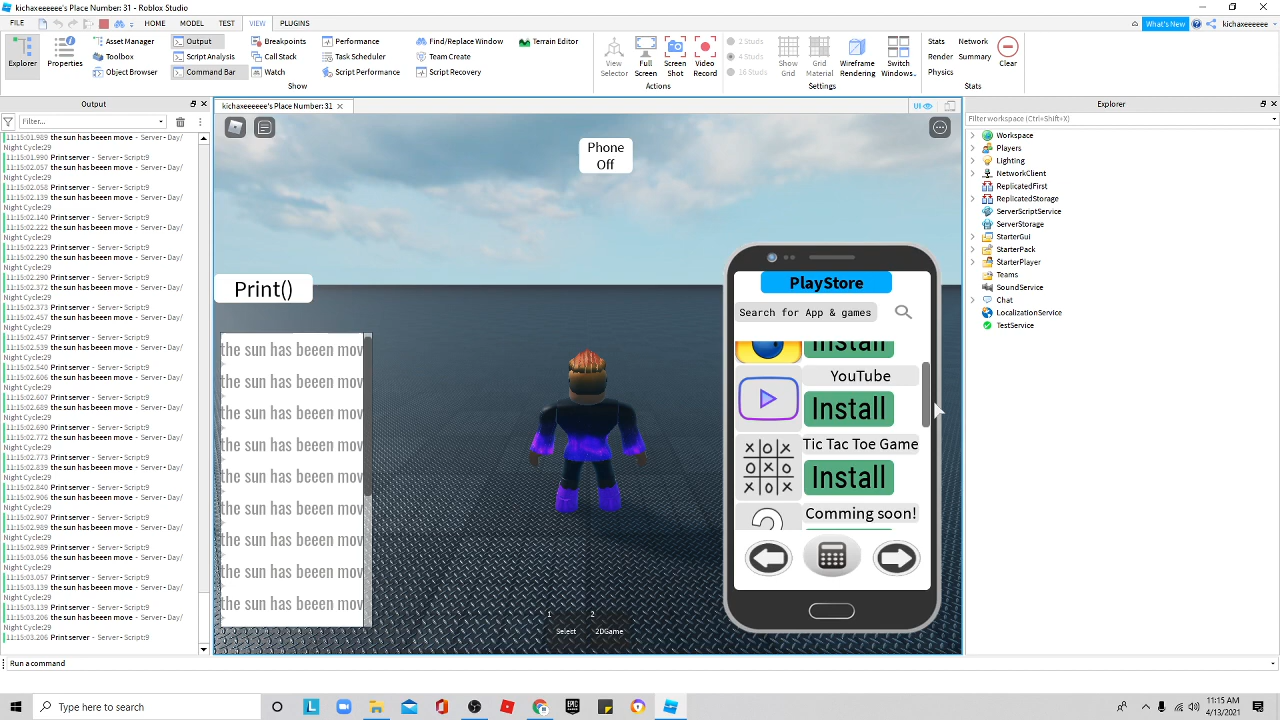 kichaxeeeeee's Place Number: 31 - Roblox Studio
FILE HOME MODEL TEST VIEW PLUGINS What's New kichaxeeeee
Explorer Properties Asset Manager Toolbox Object Browser Output Script Analysis Command Bar Breakpoints Call Stack Watch Performance Task Scheduler Script Performance Find/Replace Window Team Create Script Recovery Terrain Editor
Show
View Selector Full Screen Screen Shot Video Record
Actions
2 Studs 4 Studs 16 Studs Show Grid Grid Material Wireframe Rendering Switch Windows..
Settings
Stats Network Render Summary Physics Clear
Stats
Output
Filter...
11:15:01.989 the sun has beeen move - Server - Day/
Night Cycle:29
11:15:01.990 Print server - Server - Script:9
11:15:02.057 the sun has beeen move - Server - Day/
Night Cycle:29
11:15:02.058 Print server - Server - Script:9
11:15:02.139 the sun has beeen move - Server - Day/
Night Cycle:29
11:15:02.140 Print server - Server - Script:9
11:15:02.222 the sun has beeen move - Server - Day/
Night Cycle:29
11:15:02.223 Print server - Server - Script:9
11:15:02.290 the sun has beeen move - Server - Day/
Night Cycle:29
11:15:02.290 Print server - Server - Script:9
11:15:02.372 the sun has beeen move - Server - Day/
Night Cycle:29
11:15:02.373 Print server - Server - Script:9
11:15:02.457 the sun has beeen move - Server - Day/
Night Cycle:29
11:15:02.457 Print server - Server - Script:9
11:15:02.539 the sun has beeen move - Server - Day/
Night Cycle:29
11:15:02.540 Print server - Server - Script:9
11:15:02.606 the sun has beeen move - Server - Day/
Night Cycle:29
11:15:02.607 Print server - Server - Script:9
11:15:02.689 the sun has beeen move - Server - Day/
Night Cycle:29
11:15:02.690 Print server - Server - Script:9
11:15:02.772 the sun has beeen move - Server - Day/
Night Cycle:29
11:15:02.773 Print server - Server - Script:9
11:15:02.839 the sun has beeen move - Server - Day/
Night Cycle:29
11:15:02.840 Print server - Server - Script:9
11:15:02.906 the sun has beeen move - Server - Day/
Night Cycle:29
11:15:02.907 Print server - Server - Script:9
11:15:02.989 the sun has beeen move - Server - Day/
Night Cycle:29
11:15:02.989 Print server - Server - Script:9
11:15:03.056 the sun has beeen move - Server - Day/
Night Cycle:29
11:15:03.057 Print server - Server - Script:9
11:15:03.139 the sun has beeen move - Server - Day/
Night Cycle:29
11:15:03.139 Print server - Server - Script:9
11:15:03.206 the sun has beeen move - Server - Day/
Night Cycle:29
11:15:03.206 Print server - Server - Script:9
kichaxeeeeee's Place Number: 31
UI
Phone
Off
Print()
the sun has beeen mov
the sun has beeen mov
the sun has beeen mov
the sun has beeen mov
the sun has beeen mov
the sun has beeen mov
the sun has beeen mov
the sun has beeen mov
the sun has beeen mov
PlayStore
Search for App & games
Install
YouTube
Install
Tic Tac Toe Game
X O X
O X O
X O X
Install
Comming soon!
1 2
Select 2DGame
Explorer
Filter workspace (Ctrl+Shift+X)
Workspace
Players
Lighting
NetworkClient
ReplicatedFirst
ReplicatedStorage
ServerScriptService
ServerStorage
StarterGui
StarterPack
StarterPlayer
Teams
SoundService
Chat
LocalizationService
TestService
Run a command
Type here to search
L
EPIC GAMES
11:15 AM
4/13/2021